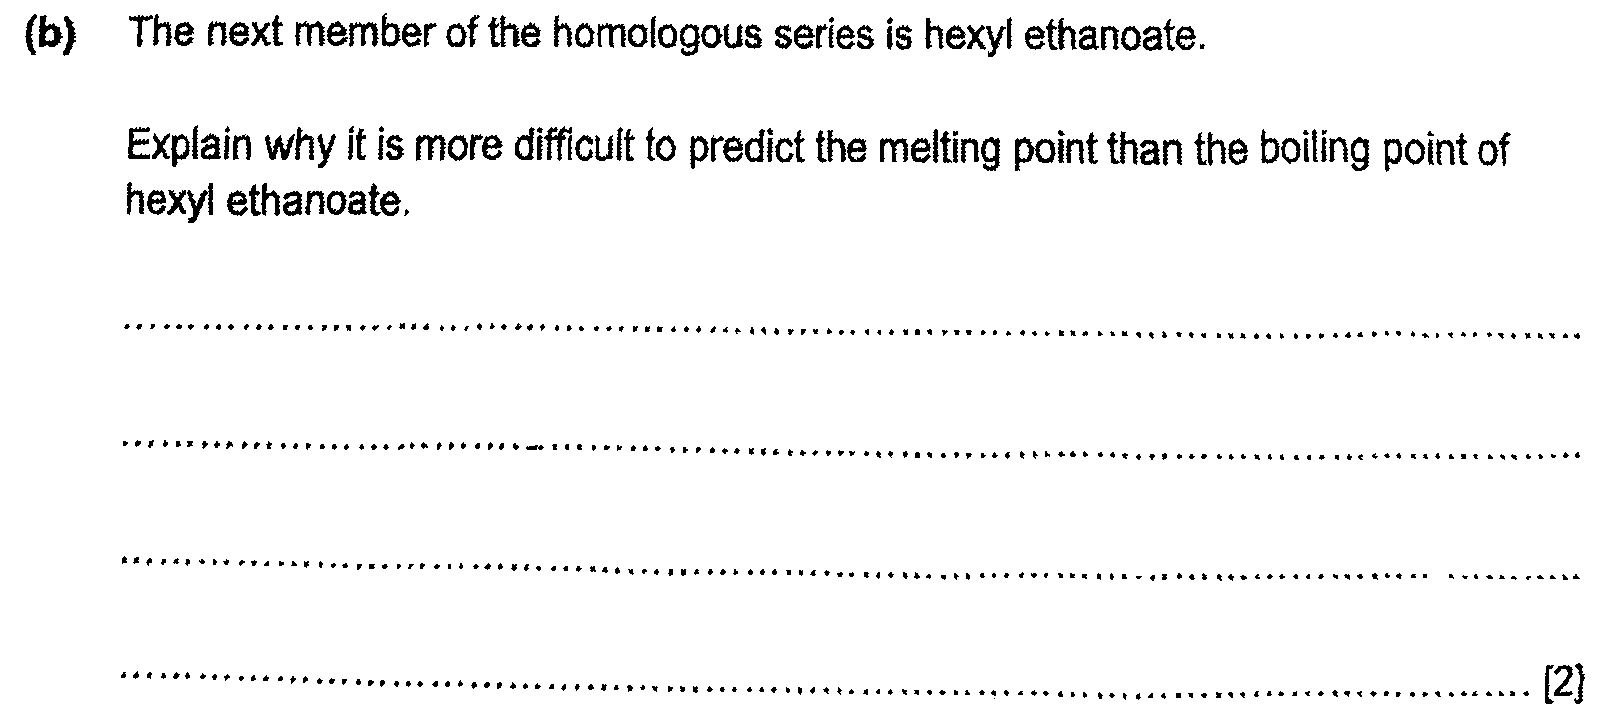 (b) The next member of the homologous series is hexyl ethanoate.
Explain why it is more difficult to predict the melting point than the boiling point of
hexyl ethanoate.
[2]